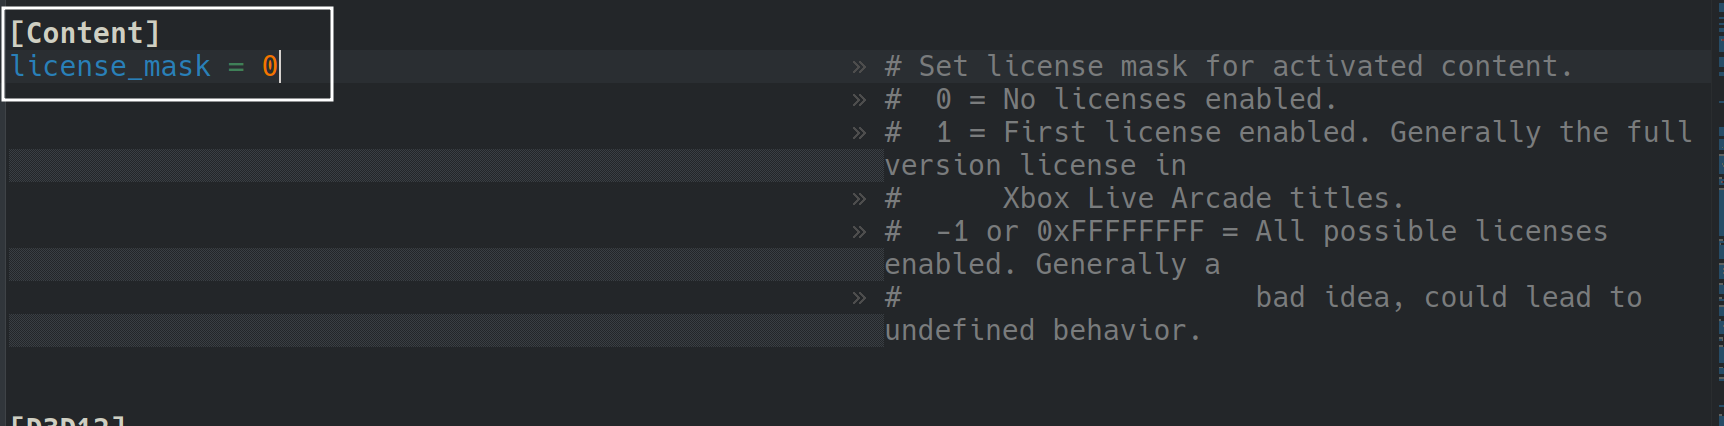 [Content]
license_mask = 0 » # Set license mask for activated content.
» #  0 = No licenses enabled.
» #  1 = First license enabled. Generally the full
version license in
» #      Xbox Live Arcade titles.
» #  -1 or 0xFFFFFFFF = All possible licenses
enabled. Generally a
» #                     bad idea, could lead to
undefined behavior.
[D3D12]